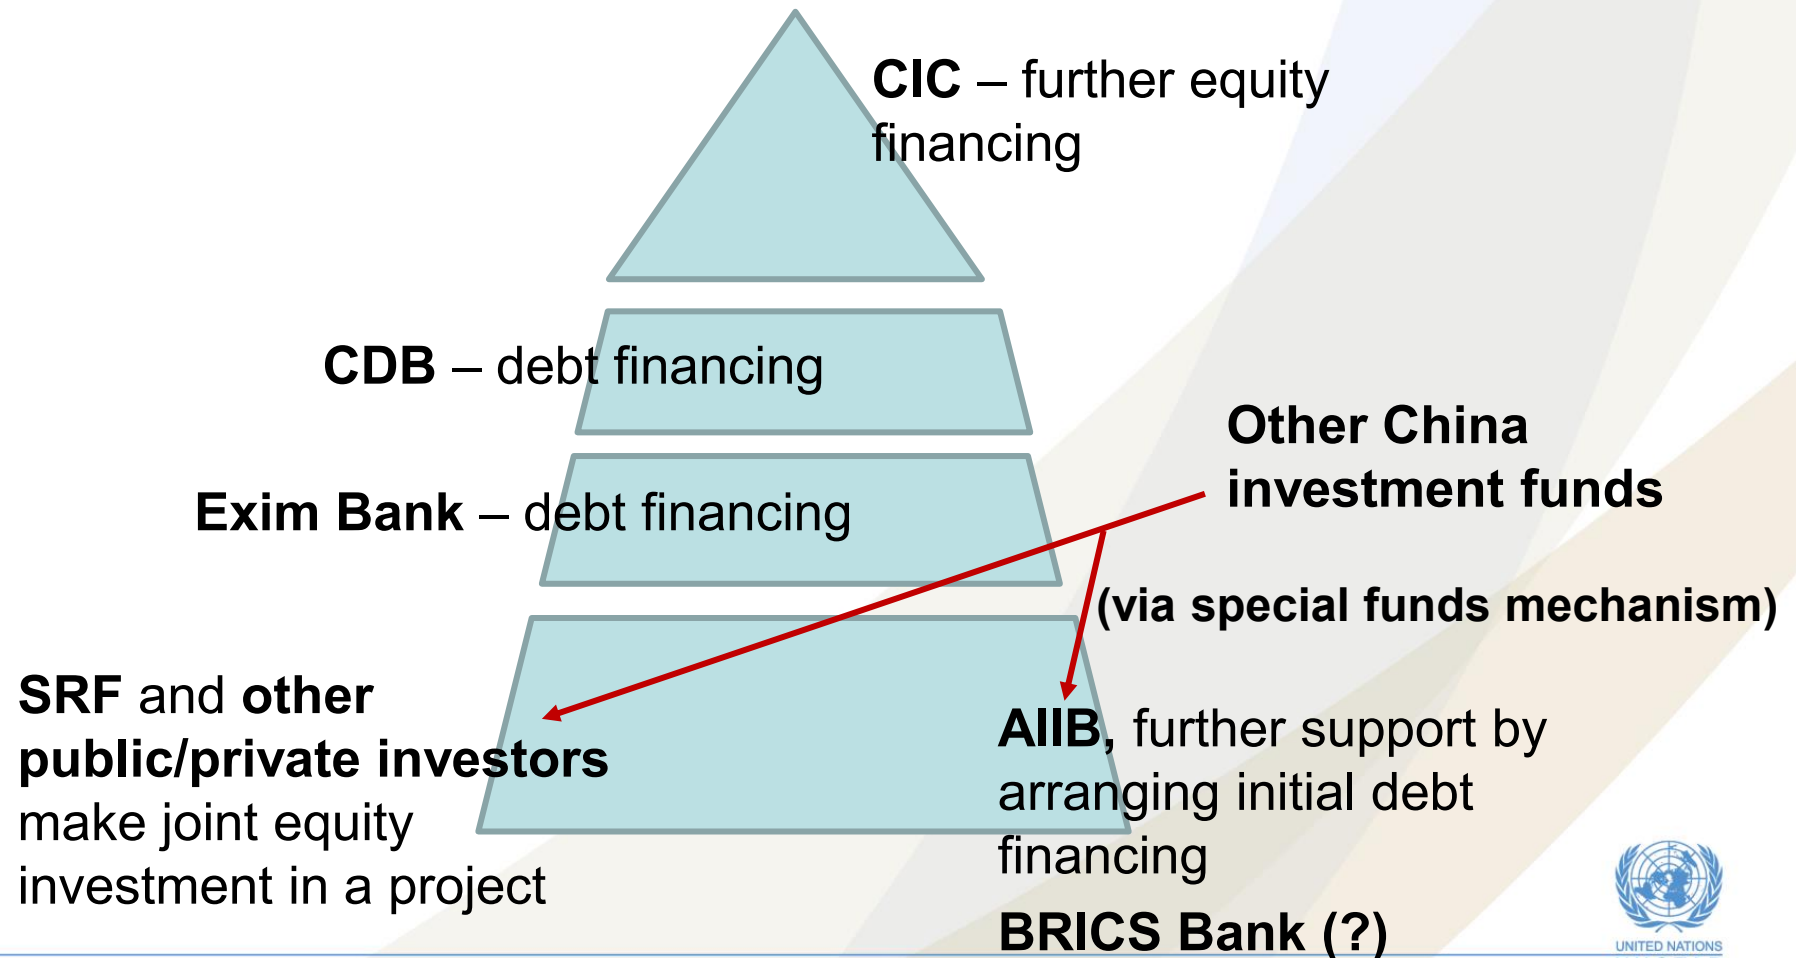 CIC – further equity
financing
CDB – debt financing
Other China
investment funds
Exim Bank – debt financing
(via special funds mechanism)
SRF and other
public/private investors
make joint equity
investment in a project
AIIB, further support by
arranging initial debt
financing
BRICS Bank (?)
UNITED NATIONS